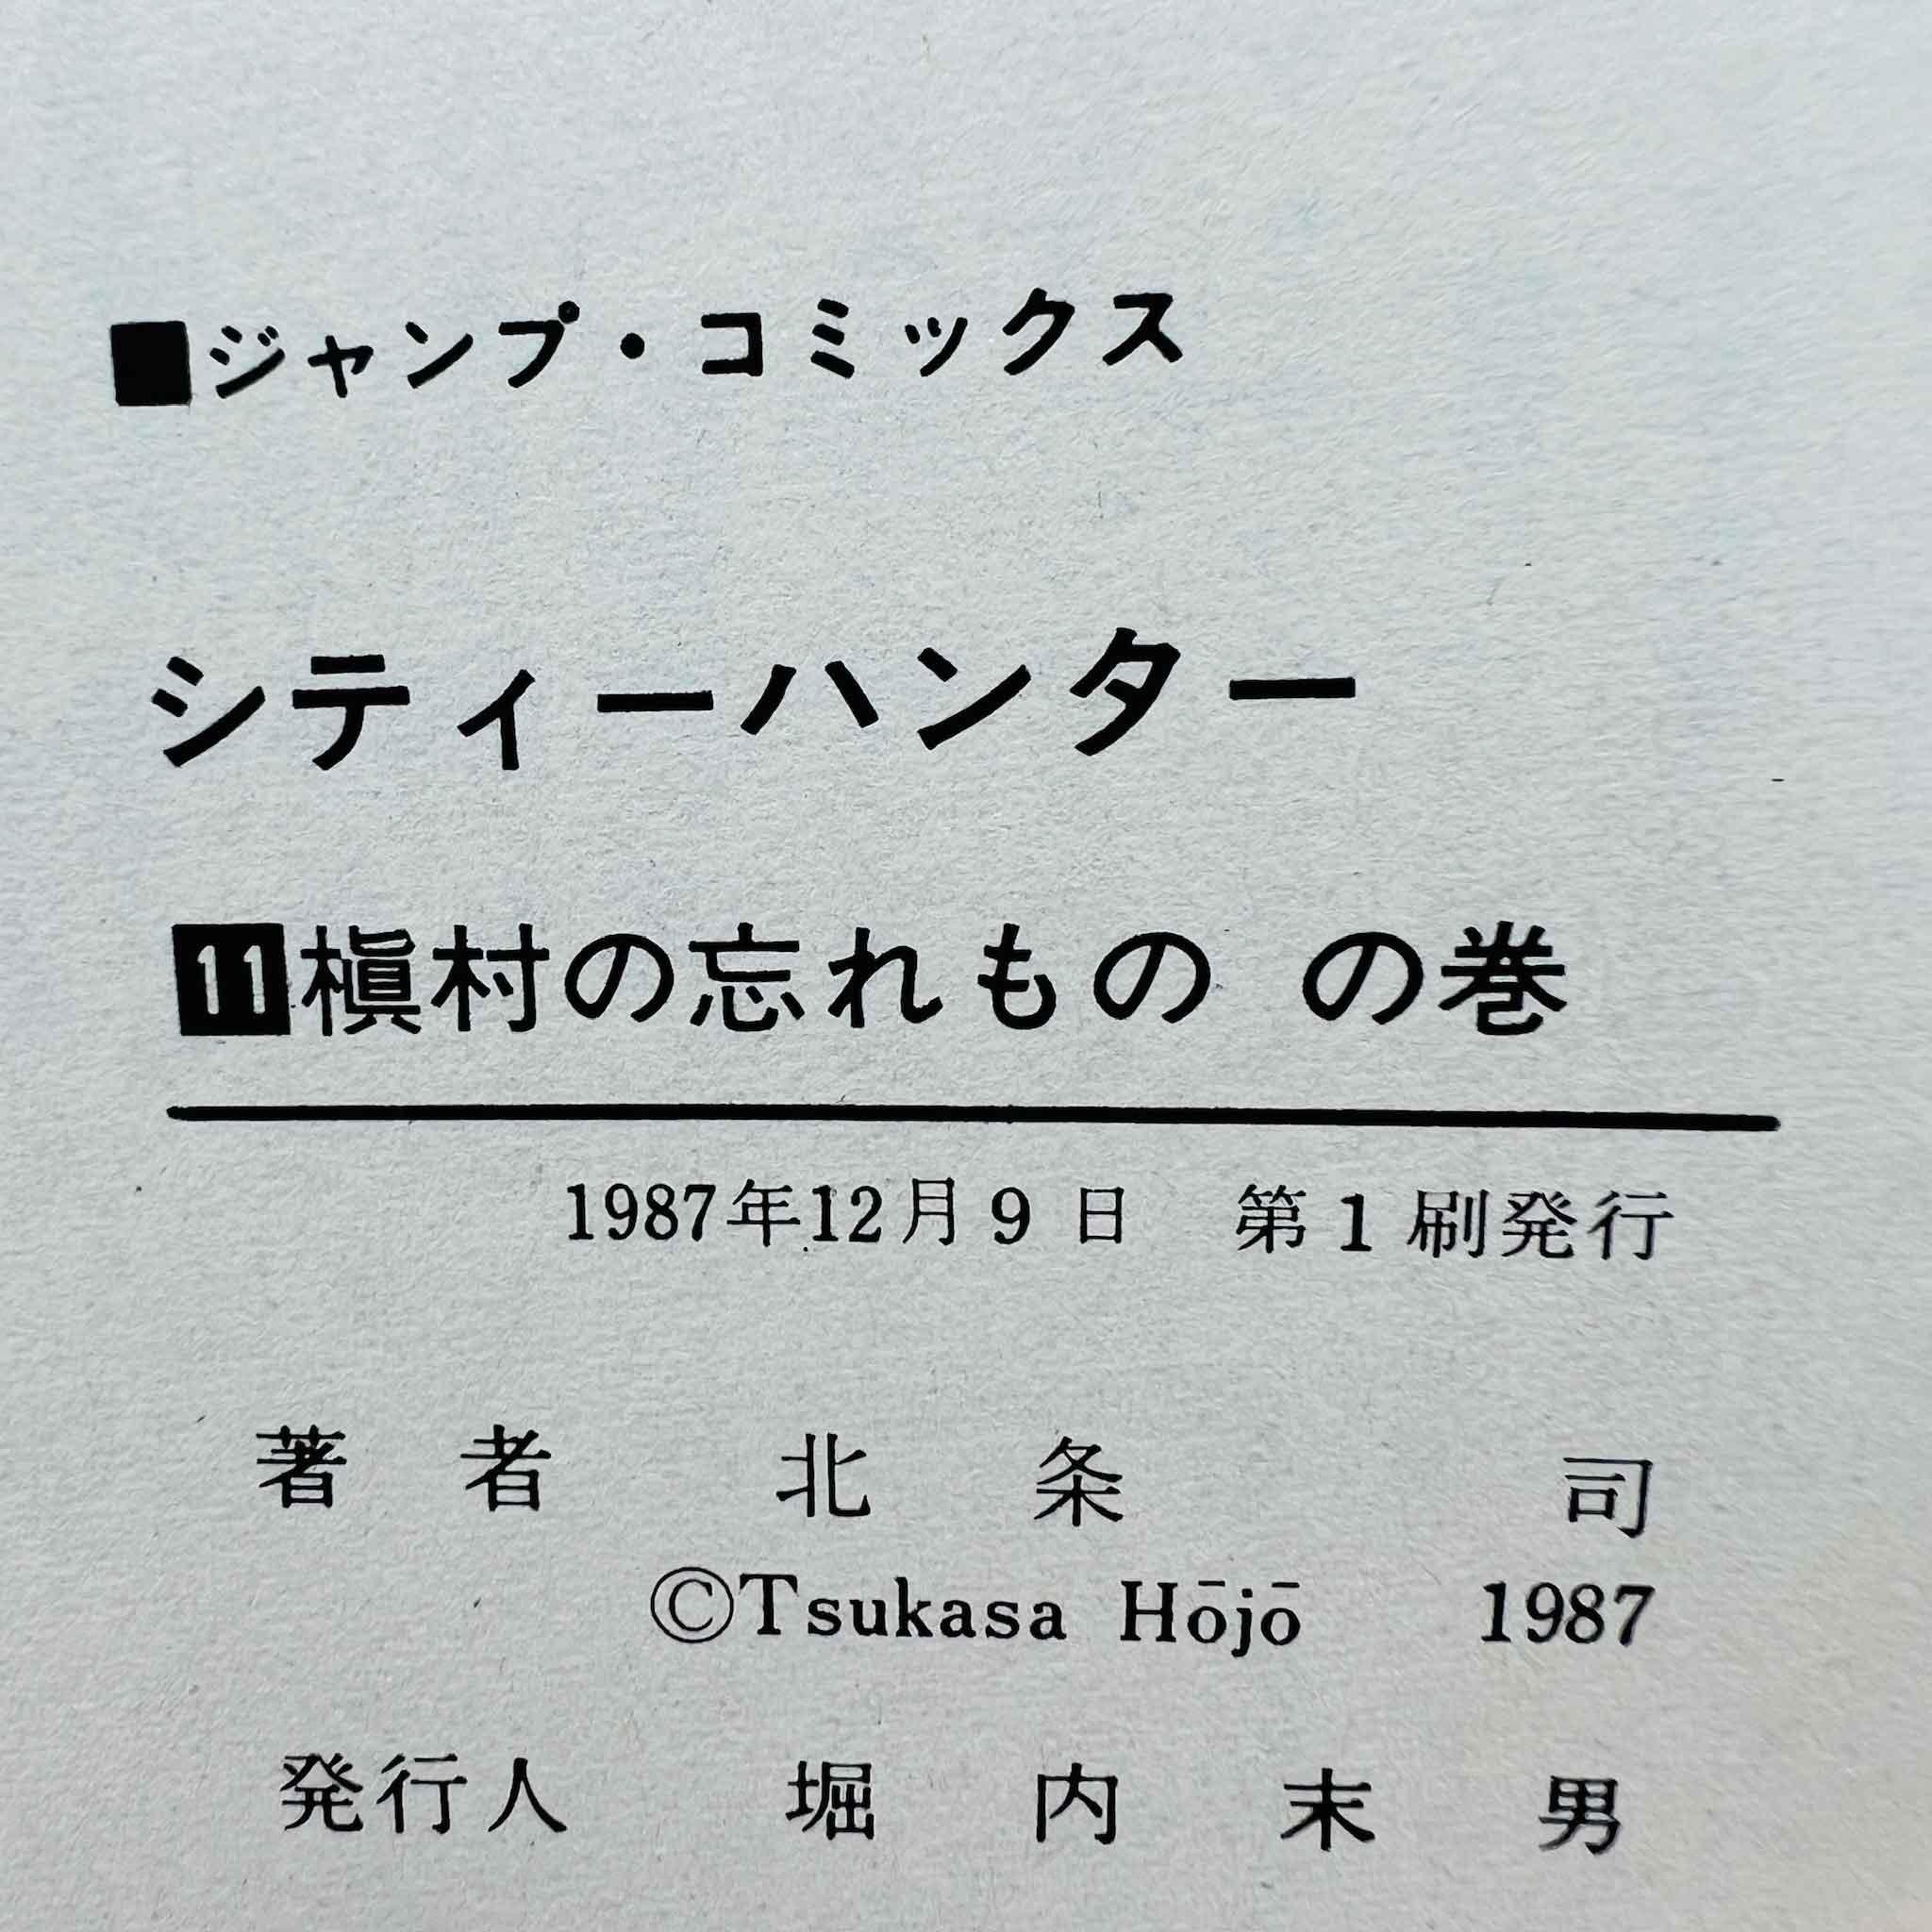 ■ジャンプ・コミックス
シティーハンター
11槇村の忘れもの の巻
1987年12月9日 第1刷発行
著者 北条 司
©Tsukasa Hōjō 1987
発行人 堀内末男